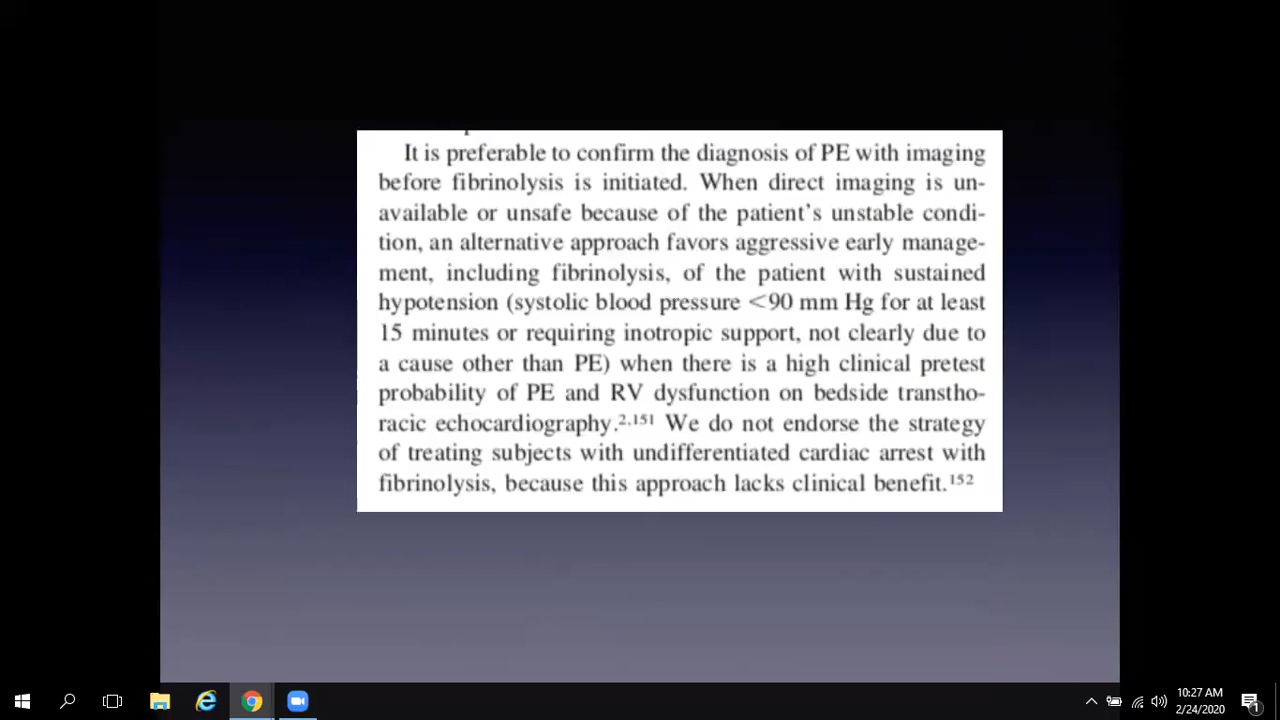 It is preferable to confirm the diagnosis of PE with imaging
before fibrinolysis is initiated. When direct imaging is un-
available or unsafe because of the patient's unstable condi-
tion, an alternative approach favors aggressive early manage-
ment, including fibrinolysis, of the patient with sustained
hypotension (systolic blood pressure <90 mm Hg for at least
15 minutes or requiring inotropic support, not clearly due to
a cause other than PE) when there is a high clinical pretest
probability of PE and RV dysfunction on bedside transtho-
racic echocardiography.2,151 We do not endorse the strategy
of treating subjects with undifferentiated cardiac arrest with
fibrinolysis, because this approach lacks clinical benefit.152
10:27 AM
2/24/2020
1